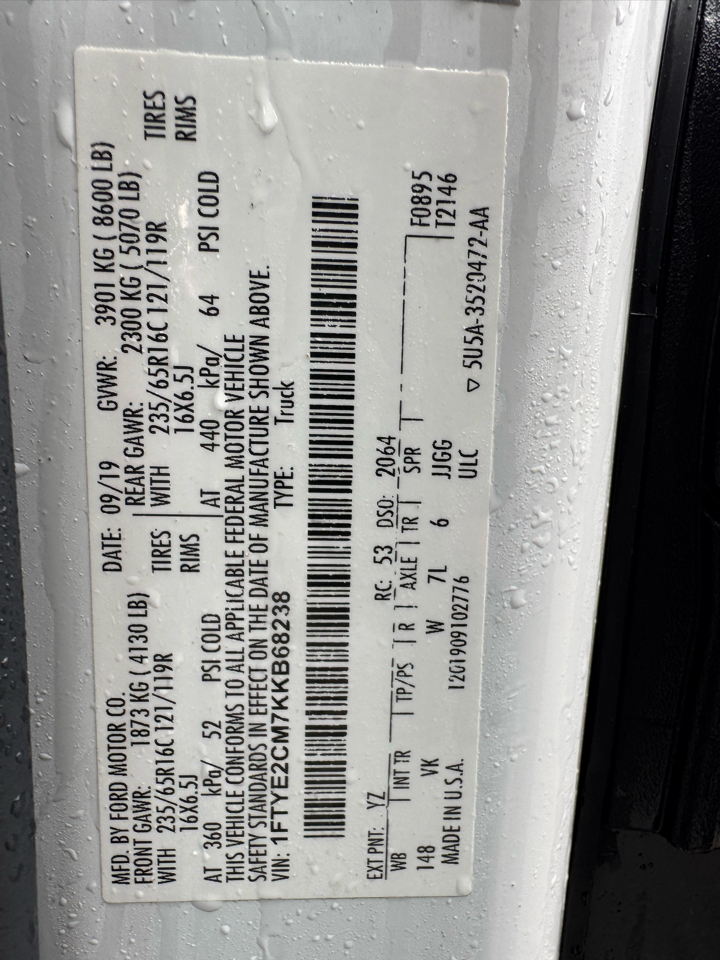 MFD. BY FORD MOTOR CO. DATE: 09/19 GVWR: 3901 KG ( 8600 LB)
FRONT GAWR: 1873 KG ( 4130 LB) REAR GAWR: 2300 KG ( 5070 LB)
WITH 235/65R16C 121/119R TIRES WITH 235/65R16C 121/119R TIRES
16X6.5J RIMS 16X6.5J RIMS
AT 360 kPa/ 52 PSI COLD AT 440 kPa/ 64 PSI COLD
THIS VEHICLE CONFORMS TO ALL APPLICABLE FEDERAL MOTOR VEHICLE
SAFETY STANDARDS IN EFFECT ON THE DATE OF MANUFACTURE SHOWN ABOVE.
VIN: 1FTYE2CM7KKB68238 TYPE: Truck
EXT PNT: YZ RC: 53 DSO: 2064
WB INT TR TP/PS R AXLE TR SPR F0895
148 VK W 7L 6 JJGG T2146
MADE IN U.S.A. 1201909102776 ULC ▽ 5U5A-3520472-AA